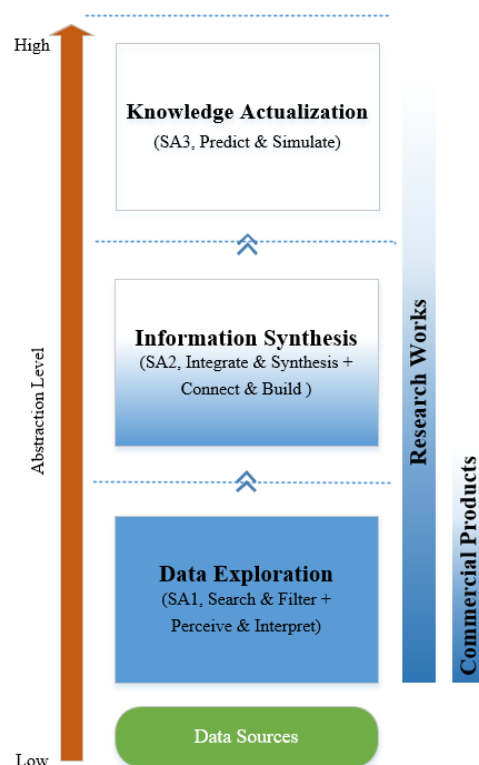 High
Knowledge Actualization
(SA3, Predict & Simulate)
Information Synthesis
(SA2, Integrate & Synthesis +
Connect & Build )
Data Exploration
(SA1, Search & Filter +
Perceive & Interpret)
Data Sources
Low
Abstraction Level
Research Works
Commercial Products